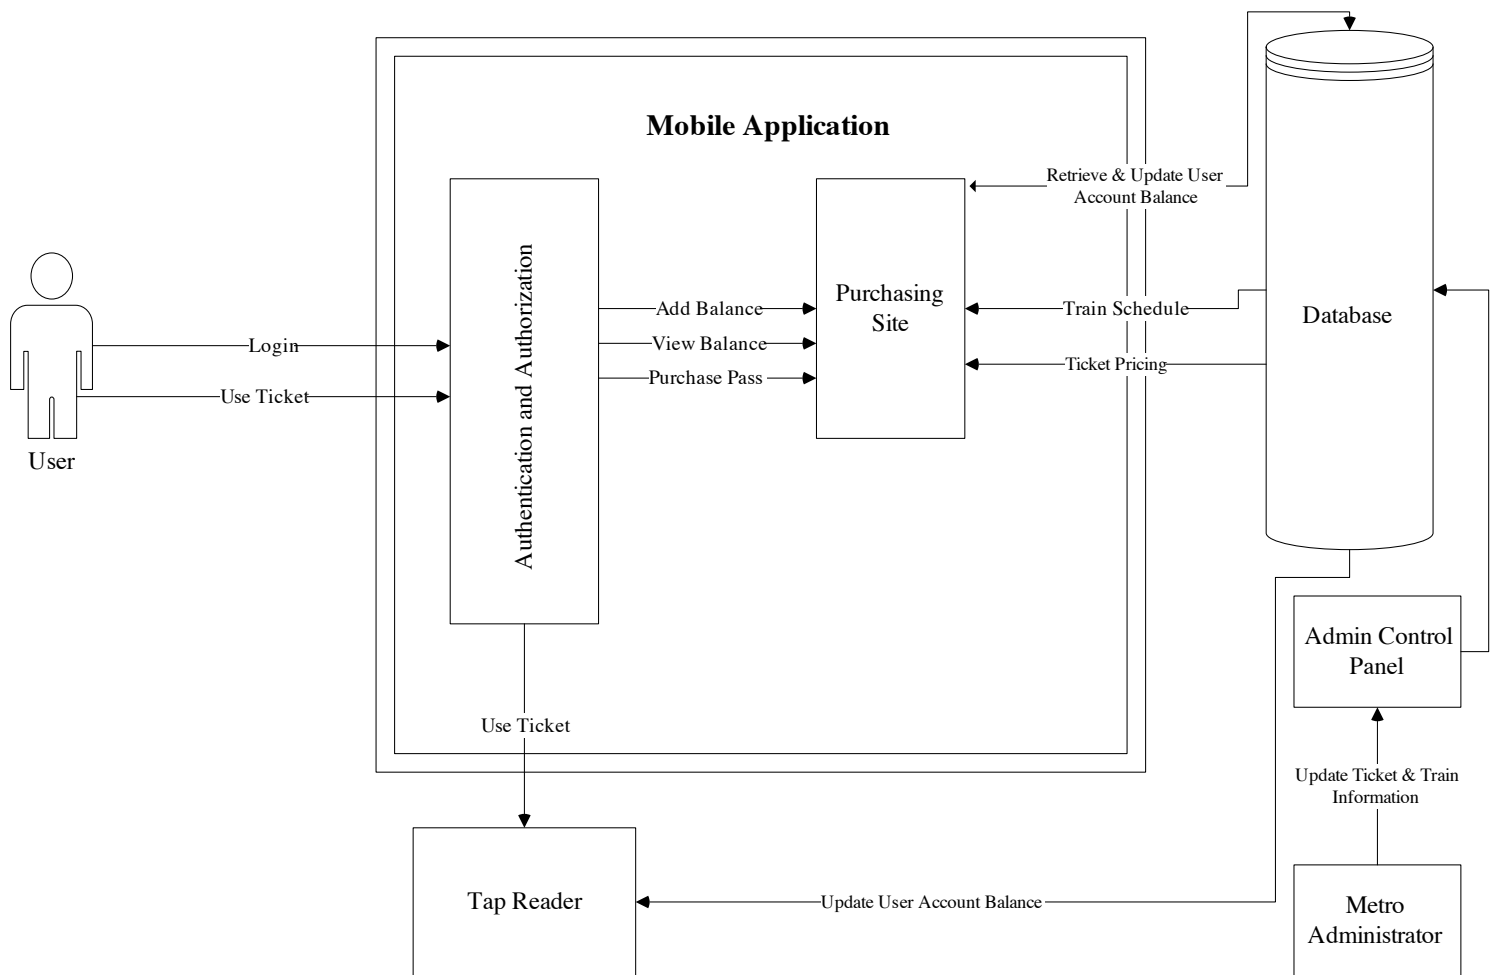 Mobile Application
Retrieve & Update User
Account Balance
Authentication and Authorization
Purchasing
Site
Add Balance
View Balance
Purchase Pass
Train Schedule
Ticket Pricing
Database
Login
Use Ticket
User
Use Ticket
Admin Control
Panel
Update Ticket & Train
Information
Tap Reader
Update User Account Balance
Metro
Administrator